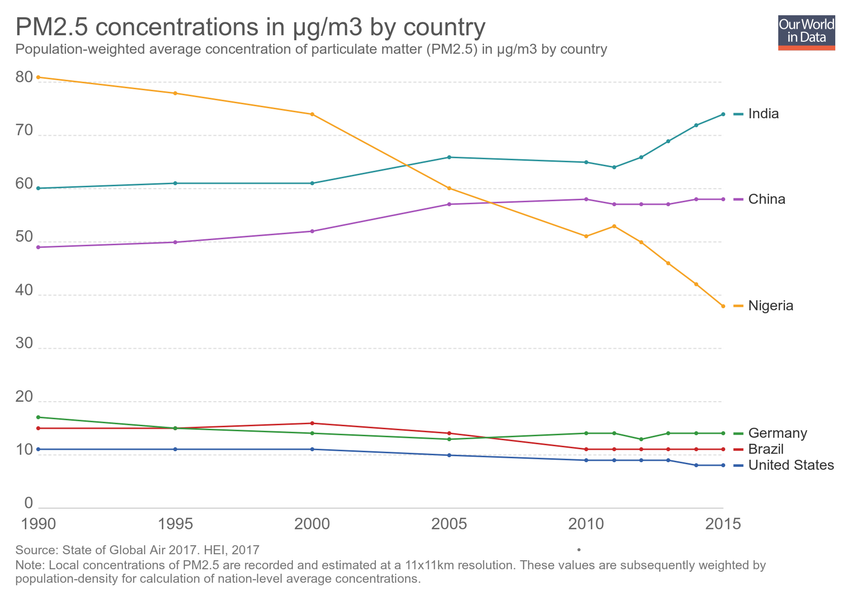 PM2.5 concentrations in µg/m3 by country
Our World
in Data
Population-weighted average concentration of particulate matter (PM2.5) in µg/m3 by country
80
70
60
50
40
30
20
10
0
India
China
Nigeria
Germany
Brazil
United States
1990 1995 2000 2005 2010 2015
Source: State of Global Air 2017. HEI, 2017
Note: Local concentrations of PM2.5 are recorded and estimated at a 11x11km resolution. These values are subsequently weighted by
population-density for calculation of nation-level average concentrations.